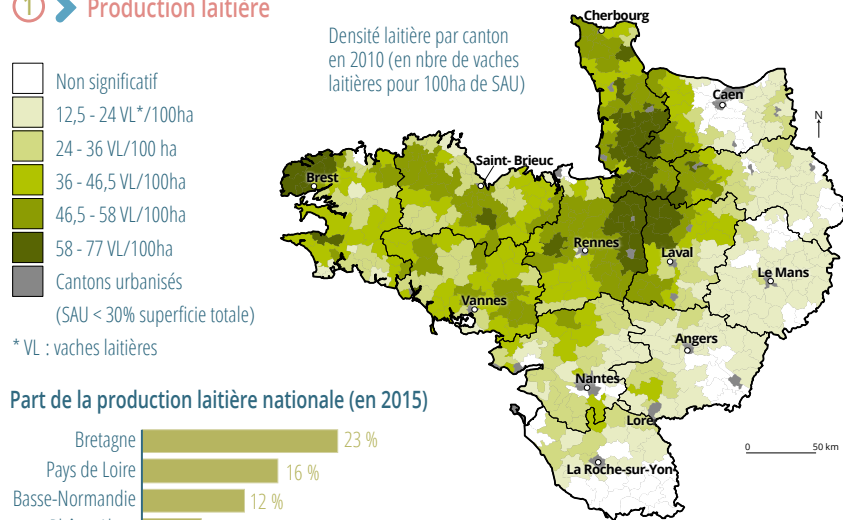 1 Production laitière
Densité laitière par canton
en 2010 (en nbre de vaches
laitières pour 100ha de SAU)
Non significatif
12,5 - 24 VL*/100ha
24 - 36 VL/100 ha
36 - 46,5 VL/100ha
46,5 - 58 VL/100ha
58 - 77 VL/100ha
Cantons urbanisés
(SAU < 30% superficie totale)
* VL : vaches laitières
Cherbourg
Caen
N
Saint- Brieuc
Brest
Rennes
Laval
Le Mans
Vannes
Angers
Nantes
Lore
La Roche-sur-Yon
0 50 km
Part de la production laitière nationale (en 2015)
Bretagne 23 %
Pays de Loire 16 %
Basse-Normandie 12 %